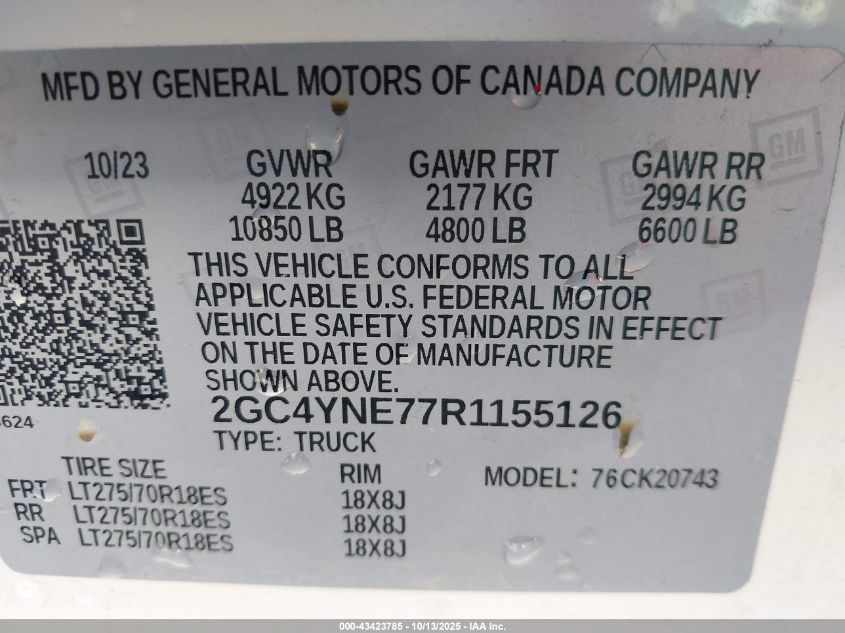 MFD BY GENERAL MOTORS OF CANADA COMPANY
10/23 GVWR GAWR FRT GAWR RR
4922 KG 2177 KG 2994 KG
10850 LB 4800 LB 6600 LB
THIS VEHICLE CONFORMS TO ALL
APPLICABLE U.S. FEDERAL MOTOR
VEHICLE SAFETY STANDARDS IN EFFECT
ON THE DATE OF MANUFACTURE
SHOWN ABOVE.
2GC4YNE77R1155126
TYPE: TRUCK
TIRE SIZE RIM MODEL: 76CK20743
FRT LT275/70R18ES 18X8J
RR LT275/70R18ES 18X8J
SPA LT275/70R18ES 18X8J
GM
GM
000-43423785 - 10/13/2025 - IAA Inc.